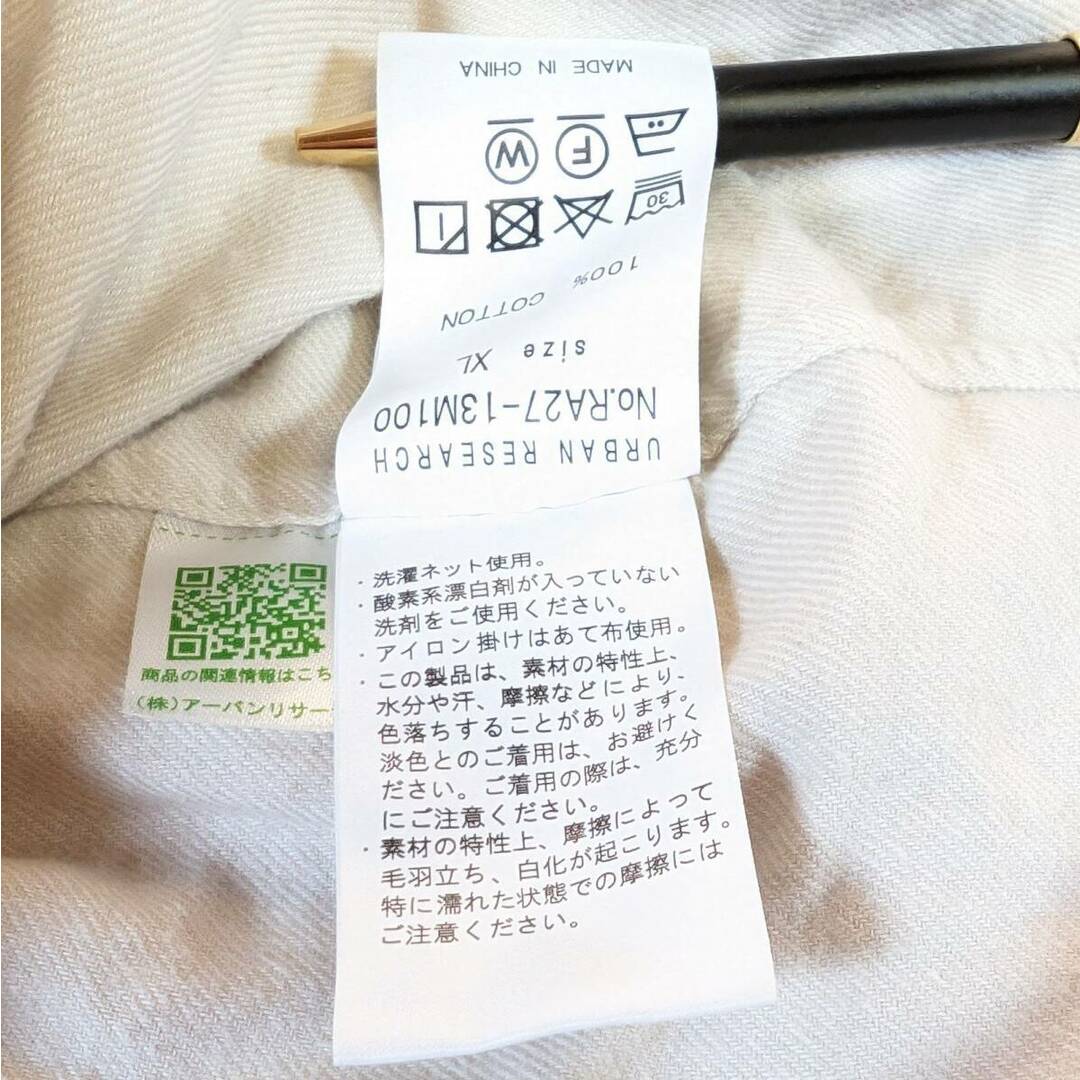 URBAN RESEARCH
No.RA27-13M100
size XL
100% COTTON
30
F W
MADE IN CHINA
・洗濯ネット使用。
・酸素系漂白剤が入っていない
洗剤をご使用ください。
・アイロン掛けはあて布使用。
・この製品は、素材の特性上、
水分や汗、摩擦などにより、
色落ちすることがあります。
淡色とのご着用は、お避けく
ださい。ご着用の際は、充分
にご注意ください。
・素材の特性上、摩擦によって
毛羽立ち、白化が起こります。
特に濡れた状態での摩擦には
ご注意ください。
商品の関連情報はこち
(株)アーバンリサー